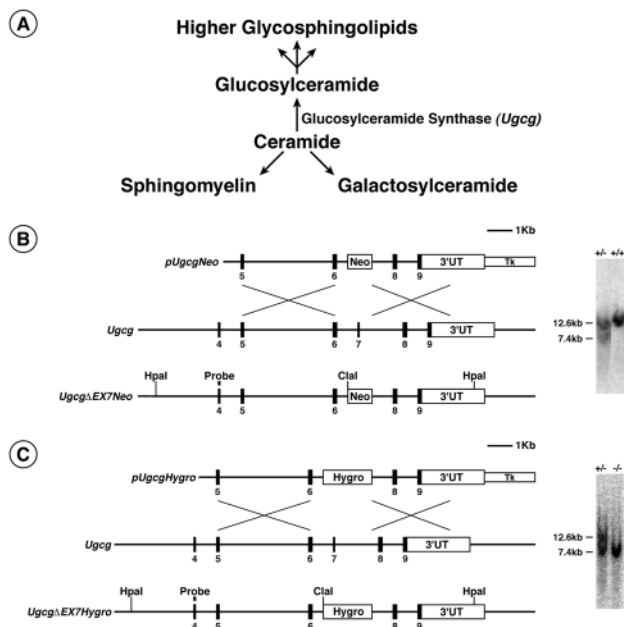 A
Higher Glycosphingolipids
Glucosylceramide
Glucosylceramide Synthase (Ugcg)
Ceramide
Sphingomyelin
Galactosylceramide
B
1Kb
pUgcgNeo
5 6 Neo 8 9 3'UT Tk
Ugcg
4 5 6 7 8 9 3'UT
HpaI Probe ClaI HpaI
UgcgΔEX7Neo
4 5 6 Neo 8 9 3'UT
+/- +/+
12.6kb
7.4kb
C
1Kb
pUgcgHygro
5 6 Hygro 8 9 3'UT Tk
Ugcg
4 5 6 7 8 9 3'UT
HpaI Probe ClaI HpaI
UgcgΔEX7Hygro
4 5 6 Hygro 8 9 3'UT
+/- -/-
12.6kb
7.4kb